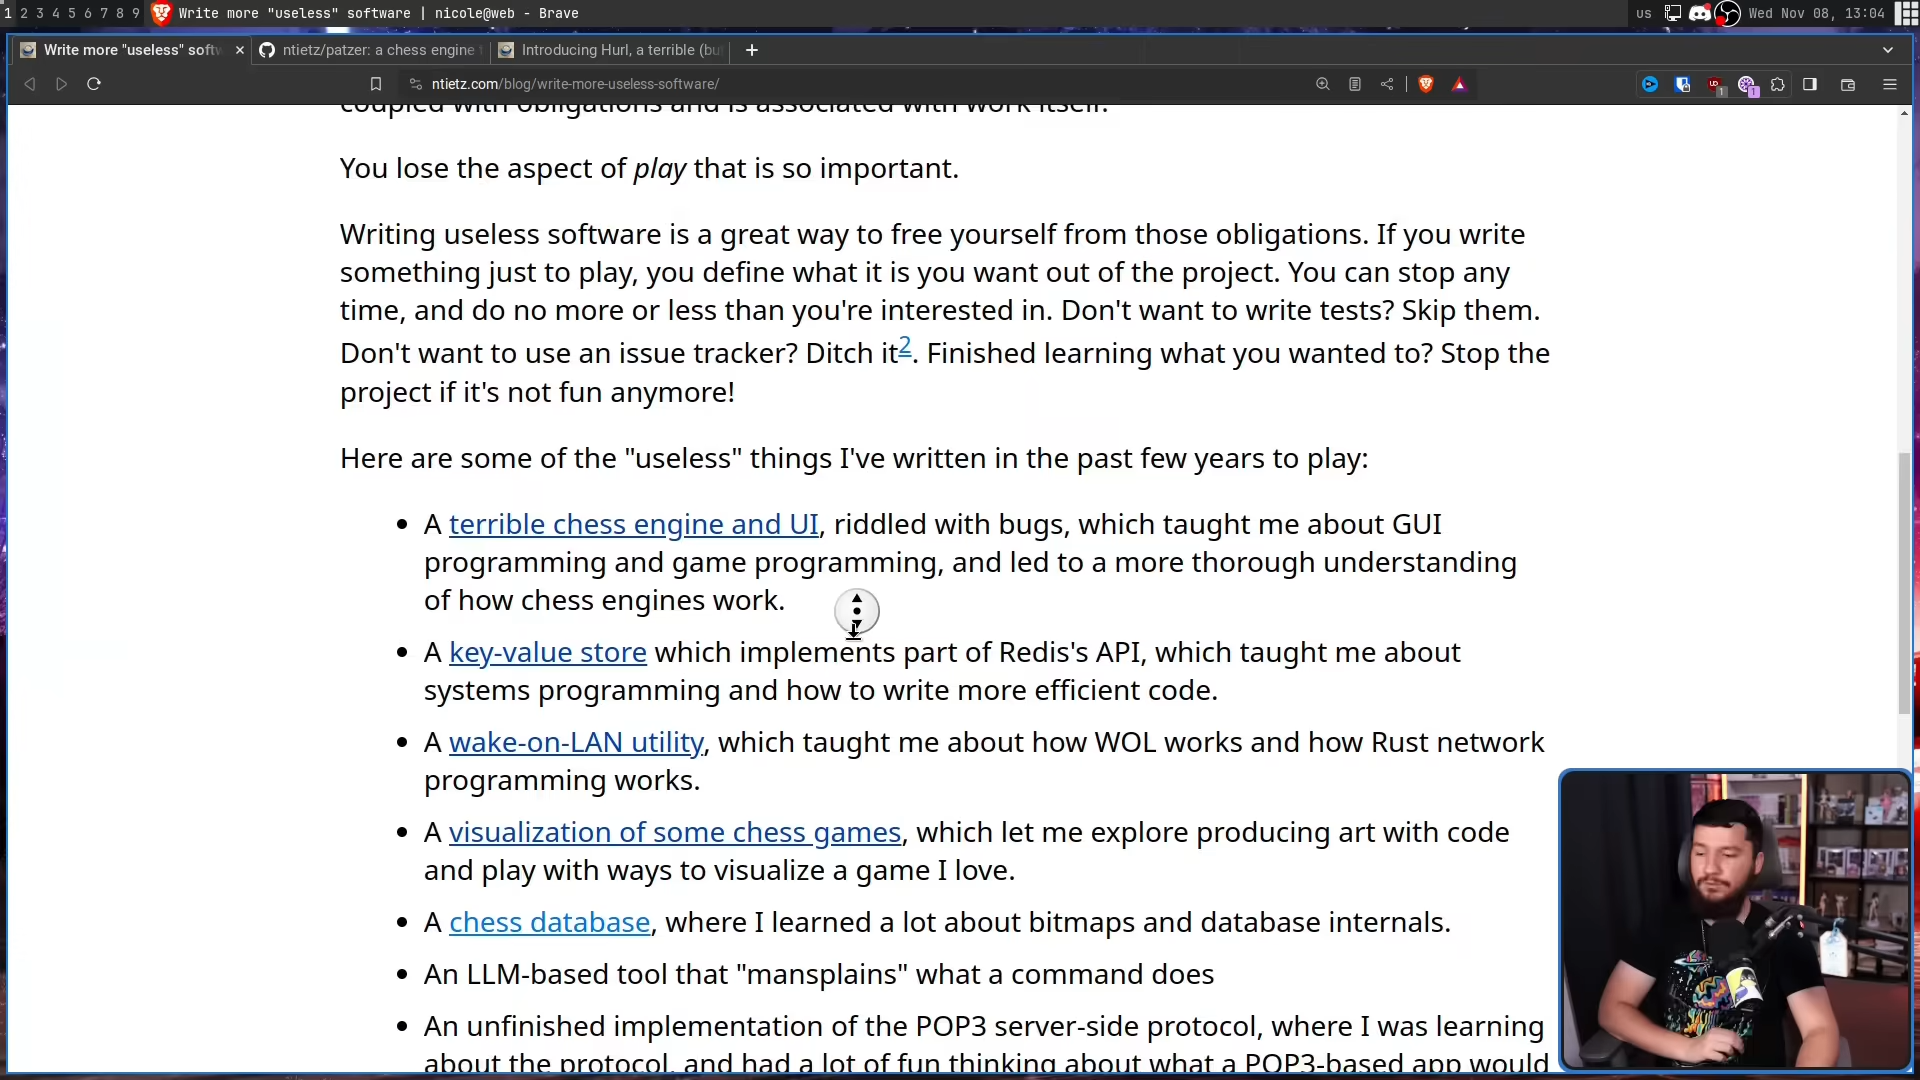 1 2 3 4 5 6 7 8 9 Write more "useless" software | nicole@web - Brave us Wed Nov 08, 13:04
Write more "useless" softw ntietz/patzer: a chess engine Introducing Hurl, a terrible (bu
ntietz.com/blog/write-more-useless-software/
coupled with obligations and is associated with work itself.
You lose the aspect of play that is so important.
Writing useless software is a great way to free yourself from those obligations. If you write
something just to play, you define what it is you want out of the project. You can stop any
time, and do no more or less than you're interested in. Don't want to write tests? Skip them.
Don't want to use an issue tracker? Ditch it2. Finished learning what you wanted to? Stop the
project if it's not fun anymore!
Here are some of the "useless" things I've written in the past few years to play:
A terrible chess engine and UI, riddled with bugs, which taught me about GUI
programming and game programming, and led to a more thorough understanding
of how chess engines work.
A key-value store which implements part of Redis's API, which taught me about
systems programming and how to write more efficient code.
A wake-on-LAN utility, which taught me about how WOL works and how Rust network
programming works.
A visualization of some chess games, which let me explore producing art with code
and play with ways to visualize a game I love.
A chess database, where I learned a lot about bitmaps and database internals.
An LLM-based tool that "mansplains" what a command does
An unfinished implementation of the POP3 server-side protocol, where I was learning
about the protocol, and had a lot of fun thinking about what a POP3-based app would